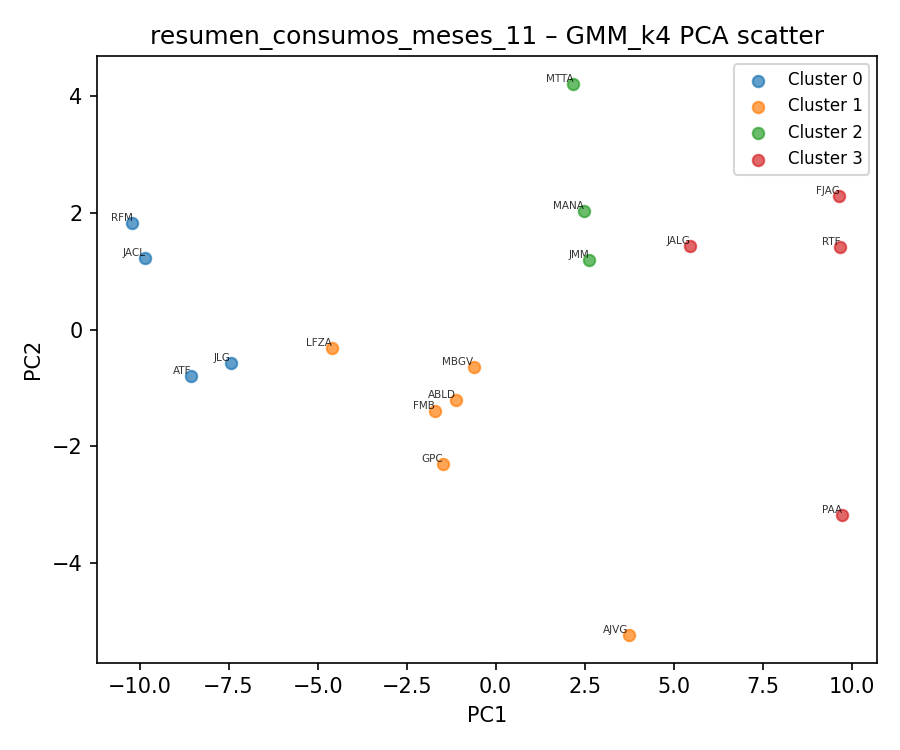 resumen_consumos_meses_11 – GMM_k4 PCA scatter
Cluster 0
Cluster 1
Cluster 2
Cluster 3
MTTA
FJAG
RFM
MANA
JALG
RTF
JACL
JMM
LFZA
JLG
ATF
MBGV
ABLD
FMB
GPC
PAA
AJVG
4
2
0
−2
−4
PC2
−10.0
−7.5
−5.0
−2.5
0.0
2.5
5.0
7.5
10.0
PC1